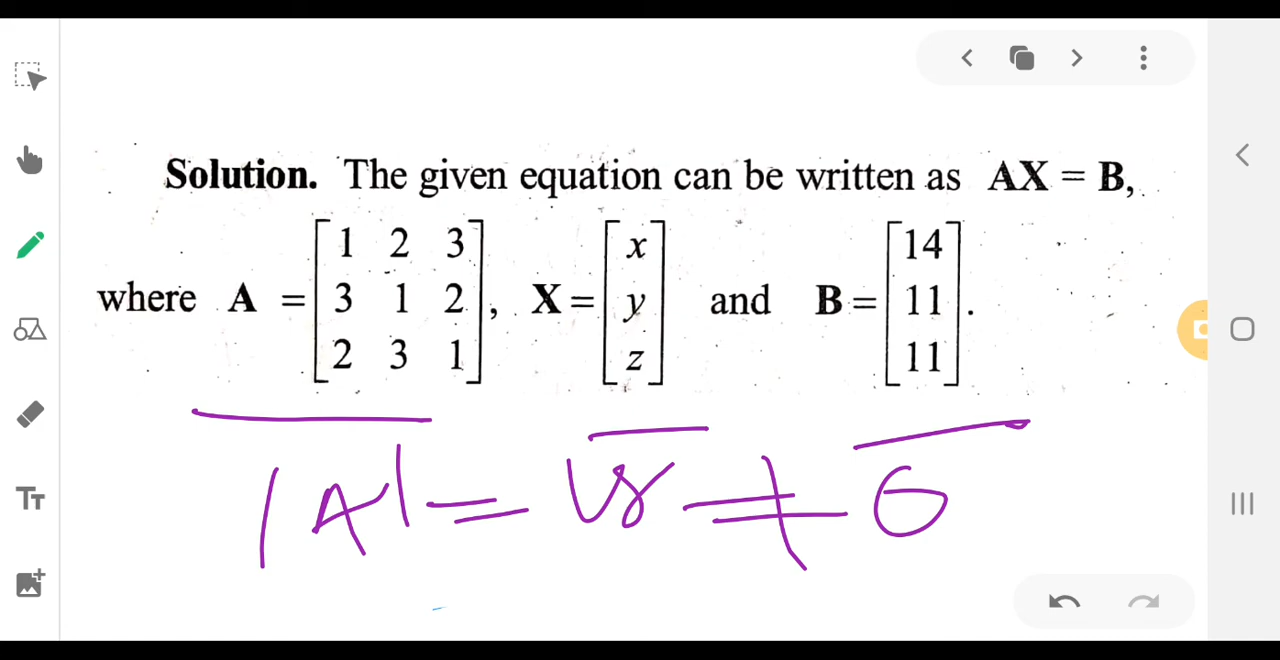 Solution. The given equation can be written as AX = B,
where A = [1 2 3
3 1 2
2 3 1], X = [x
y
z] and B = [14
11
11].
|A| = 18 ≠ 0
Tт